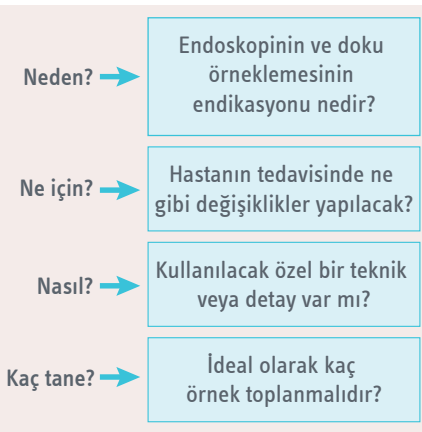 Neden?
Endoskopinin ve doku
örneklemesinin
endikasyonu nedir?
Ne için?
Hastanın tedavisinde ne
gibi değişiklikler yapılacak?
Nasıl?
Kullanılacak özel bir teknik
veya detay var mı?
Kaç tane?
İdeal olarak kaç
örnek toplanmalıdır?